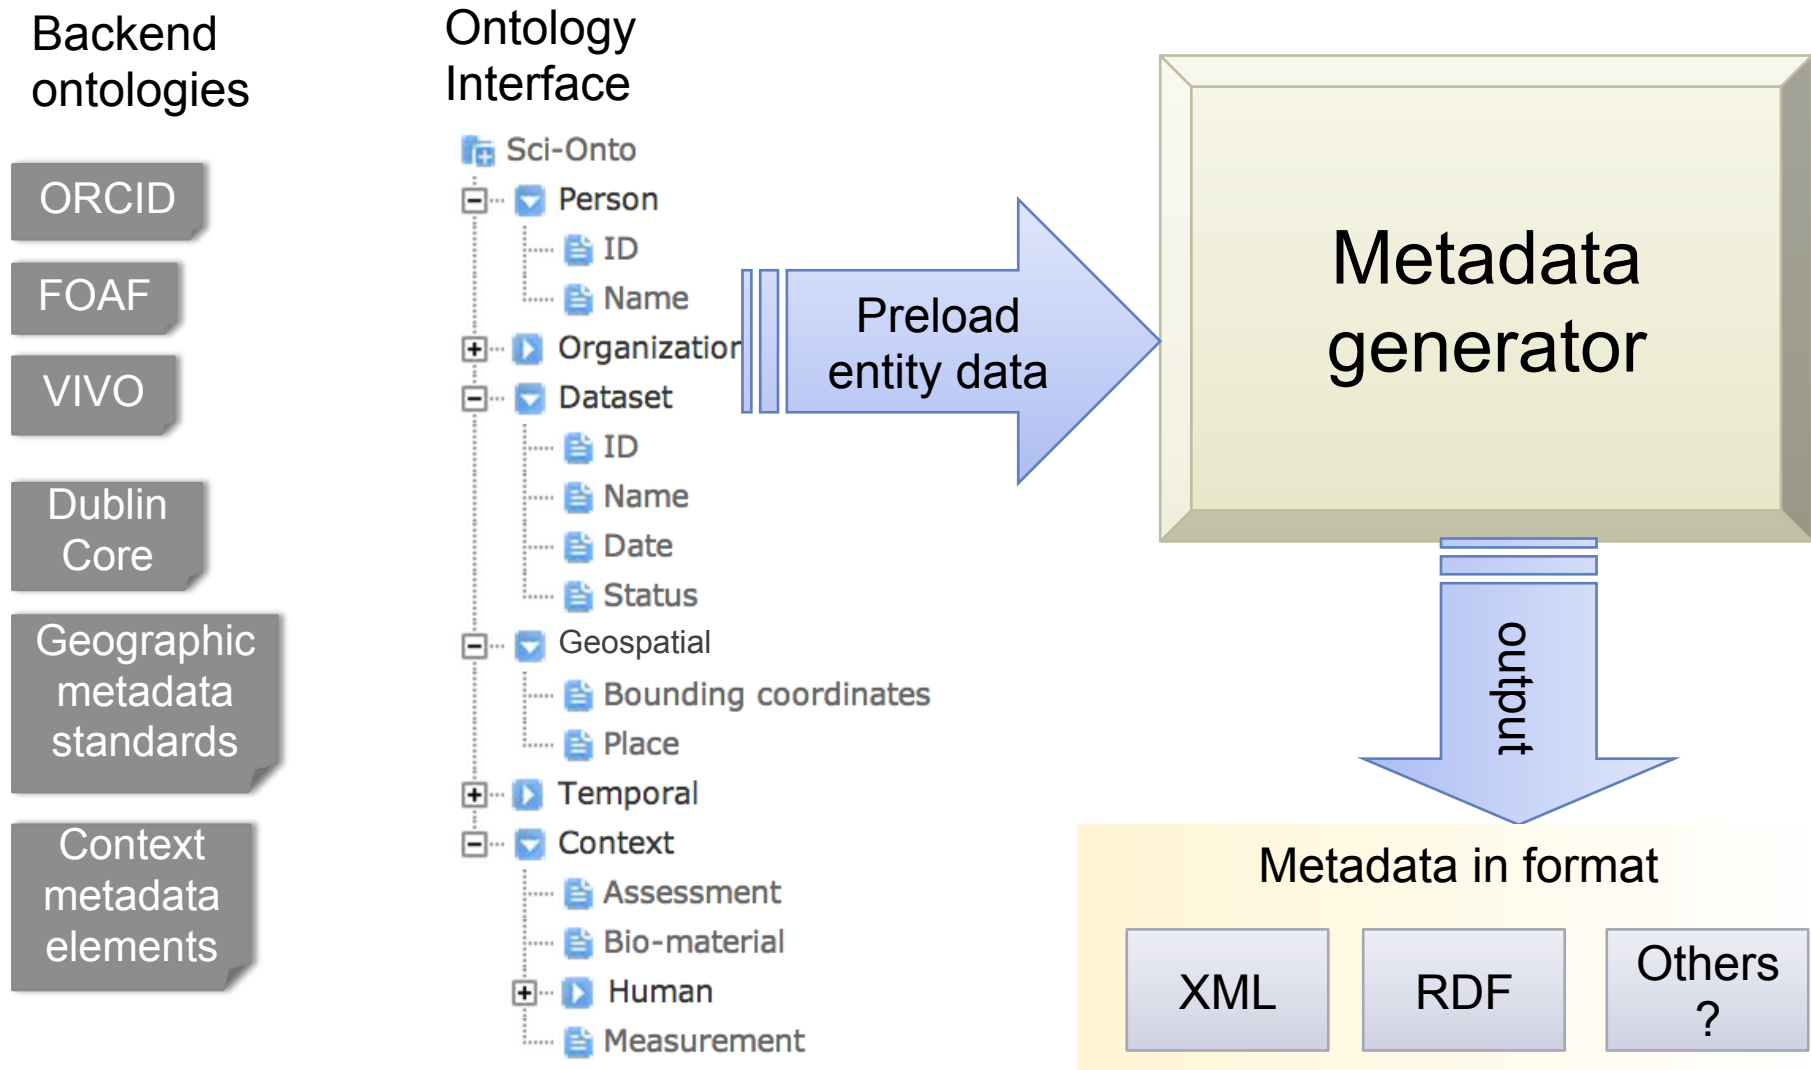 Backend
ontologies
ORCID
FOAF
VIVO
Dublin
Core
Geographic
metadata
standards
Context
metadata
elements
Ontology
Interface
Sci-Onto
Person
ID
Name
Organization
Dataset
ID
Name
Date
Status
Geospatial
Bounding coordinates
Place
Temporal
Context
Assessment
Bio-material
Human
Measurement
Preload
entity data
Metadata
generator
output
Metadata in format
XML
RDF
Others
?